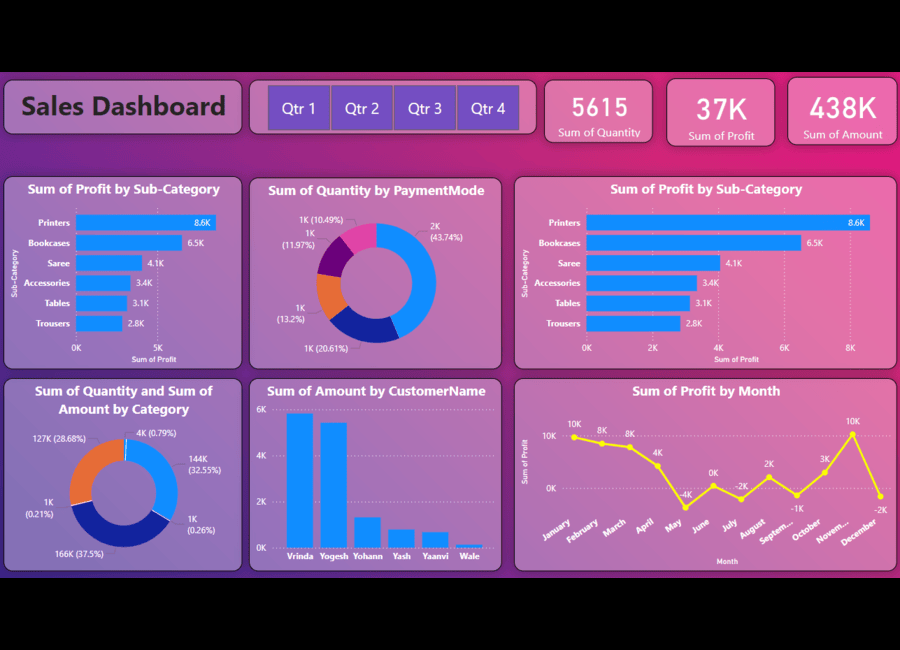 Sales Dashboard
Qtr 1
Qtr 2
Qtr 3
Qtr 4
5615
Sum of Quantity
37K
Sum of Profit
438K
Sum of Amount
Sum of Profit by Sub-Category
Sub-Category
Printers
8.6K
Bookcases
6.5K
Saree
4.1K
Accessories
3.4K
Tables
3.1K
Trousers
2.8K
0K
5K
Sum of Profit
Sum of Quantity by PaymentMode
1K (10.49%)
1K
(11.97%)
1K
(13.2%)
1K (20.61%)
2K
(43.74%)
Sum of Profit by Sub-Category
Sub-Category
Printers
8.6K
Bookcases
6.5K
Saree
4.1K
Accessories
3.4K
Tables
3.1K
Trousers
2.8K
0K
2K
4K
6K
8K
Sum of Profit
Sum of Quantity and Sum of
Amount by Category
127K (28.68%)
4K (0.79%)
144K
(32.55%)
1K
(0.21%)
1K
(0.26%)
166K (37.5%)
Sum of Amount by CustomerName
6K
4K
2K
0K
Vrinda
Yogesh
Yohann
Yash
Yaanvi
Wale
Sum of Profit by Month
Sum of Profit
10K
0K
10K
8K
8K
4K
-4K
0K
-2K
2K
-1K
3K
10K
-2K
January
February
March
April
May
June
July
August
Septem...
October
Novem...
December
Month